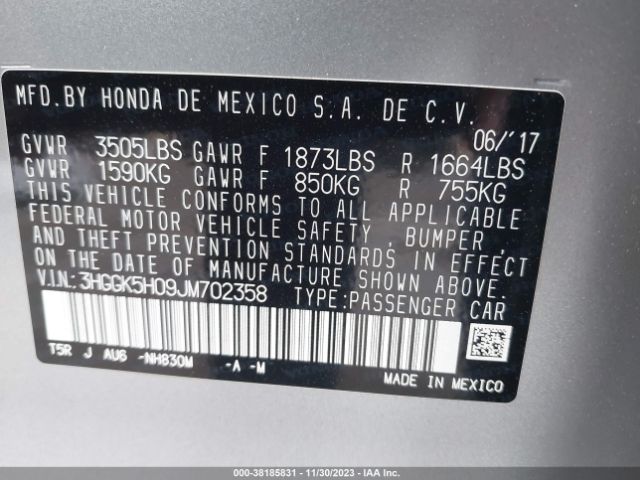 MFD.BY HONDA DE MEXICO S.A. DE C.V.
06/'17
GVWR 3505LBS GAWR F 1873LBS R 1664LBS
GVWR 1590KG GAWR F 850KG R 755KG
THIS VEHICLE CONFORMS TO ALL APPLICABLE
FEDERAL MOTOR VEHICLE SAFETY, BUMPER,
AND THEFT PREVENTION STANDARDS IN EFFECT
ON THE DATE OF MANUFACTURE SHOWN ABOVE.
V.I.N.: 3HGGK5H09JM702358 TYPE:PASSENGER CAR
T5R J AU6 -NH830M -A -M
MADE IN MEXICO
000-38185831 - 11/30/2023 - IAA Inc.